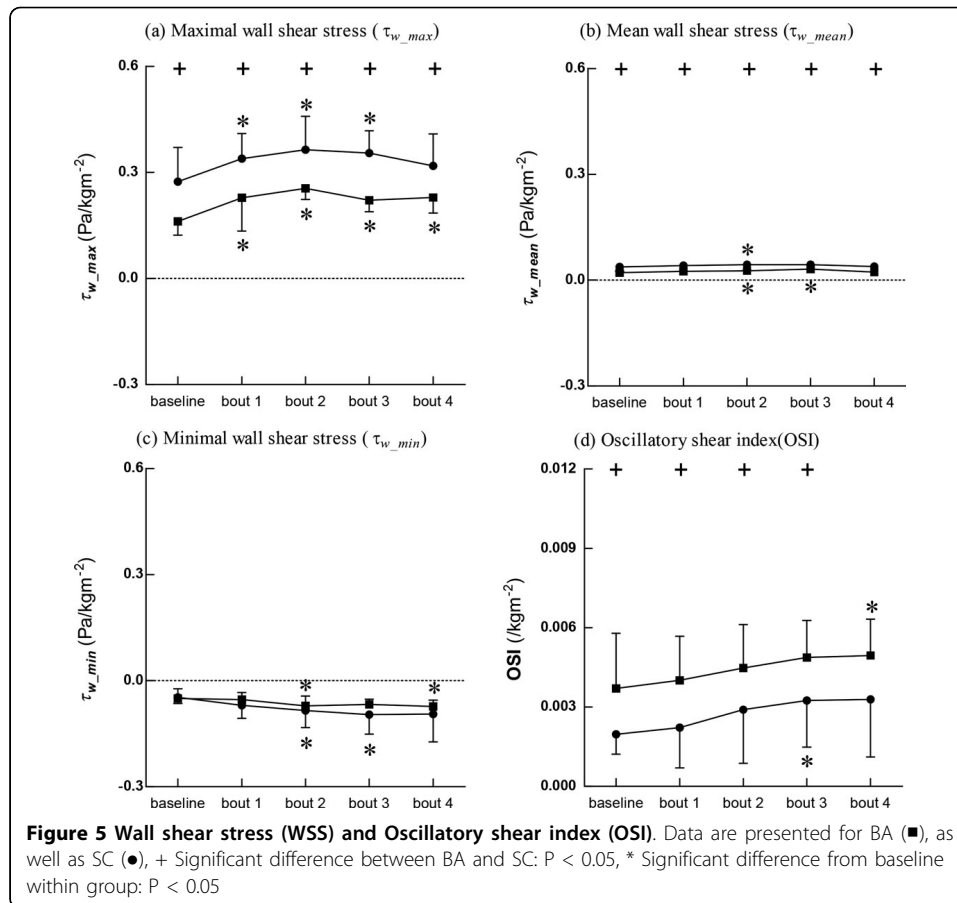 (a) Maximal wall shear stress ( τw_max)
0.6
0.3
0.0
-0.3
τw_max (Pa/kgm-2)
+ + + + +
* * *
* * * *
baseline bout 1 bout 2 bout 3 bout 4
(b) Mean wall shear stress (τw_mean)
0.6
0.3
0.0
-0.3
τw_mean (Pa/kgm-2)
+ + + + +
*
* *
baseline bout 1 bout 2 bout 3 bout 4
(c) Minimal wall shear stress ( τw_min)
0.6
0.3
0.0
-0.3
τw_min (Pa/kgm-2)
* *
* *
baseline bout 1 bout 2 bout 3 bout 4
(d) Oscillatory shear index(OSI)
0.012
0.009
0.006
0.003
0.000
OSI (/kgm-2)
+ + + +
*
*
baseline bout 1 bout 2 bout 3 bout 4
Figure 5 Wall shear stress (WSS) and Oscillatory shear index (OSI). Data are presented for BA (■), as
well as SC (●), + Significant difference between BA and SC: P < 0.05, * Significant difference from baseline
within group: P < 0.05